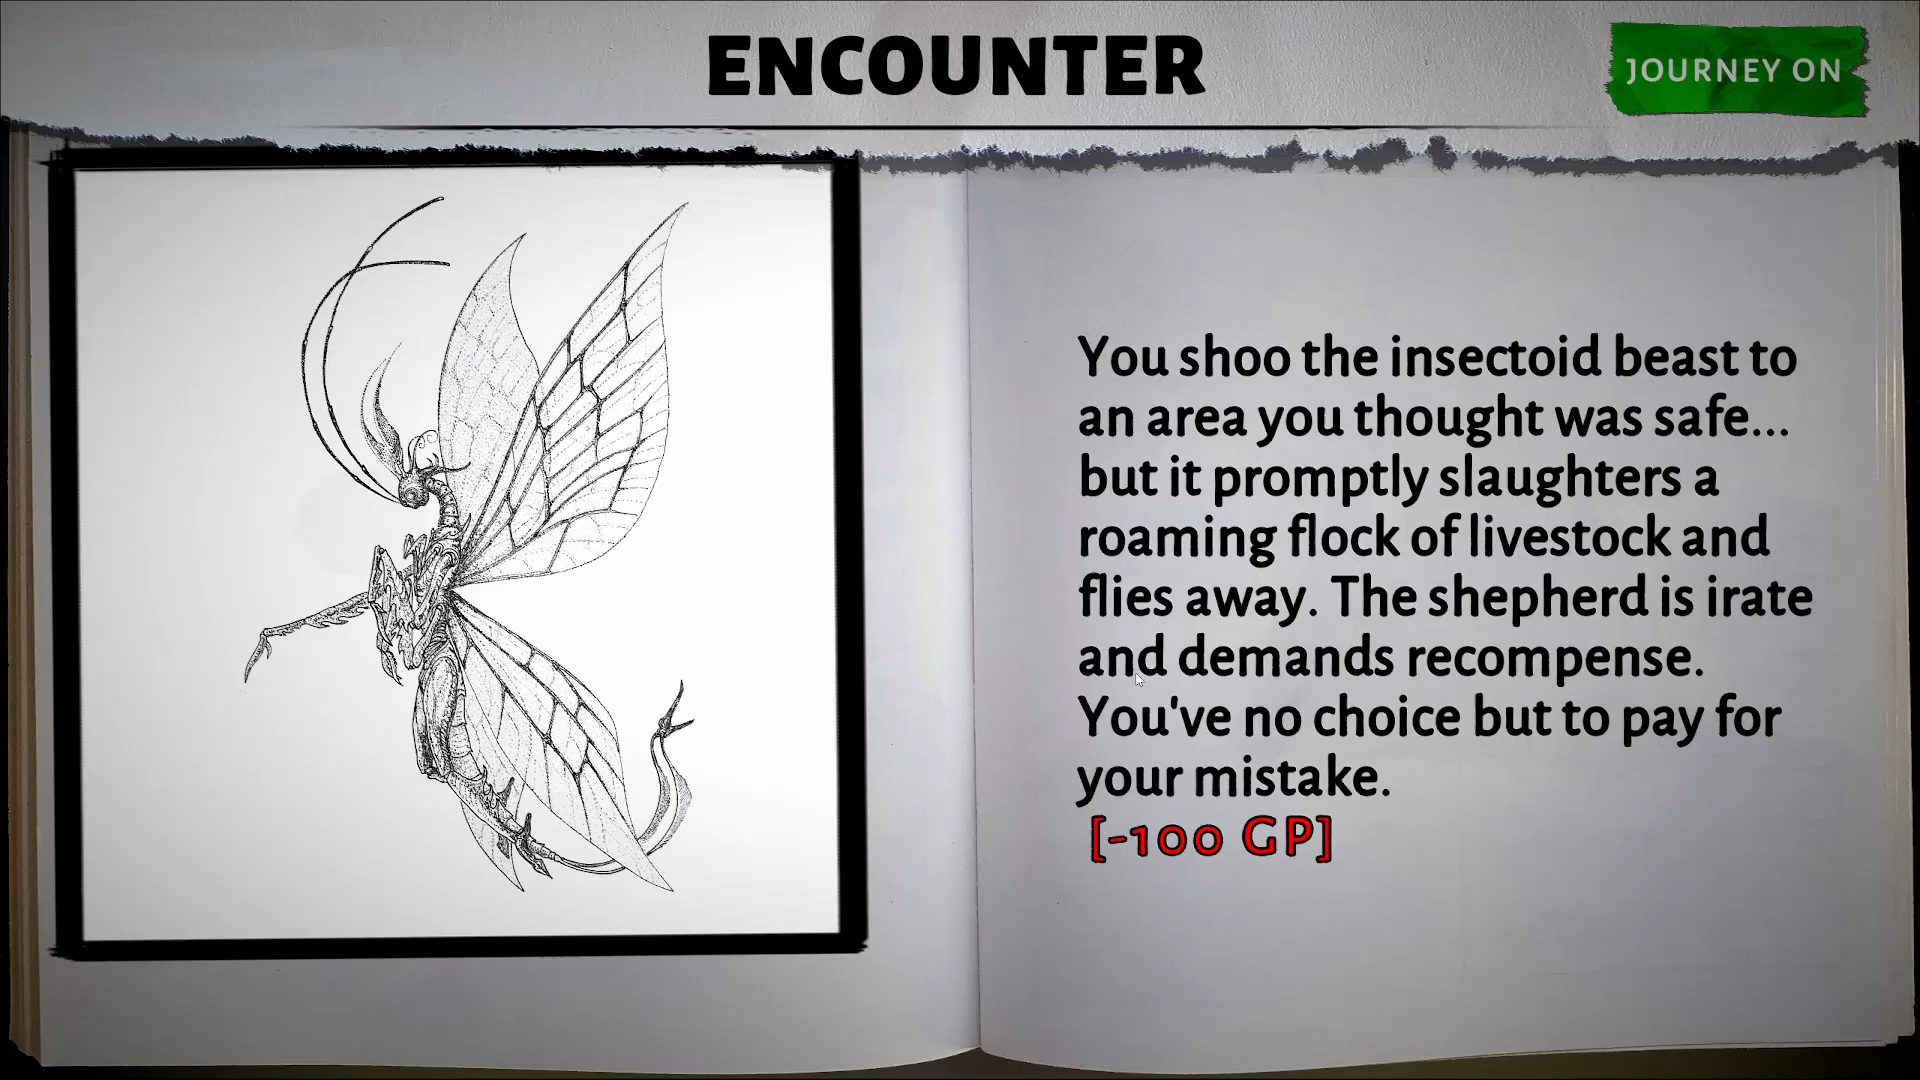 ENCOUNTER
JOURNEY ON
You shoo the insectoid beast to
an area you thought was safe...
but it promptly slaughters a
roaming flock of livestock and
flies away. The shepherd is irate
and demands recompense.
You've no choice but to pay for
your mistake.
[-100 GP]